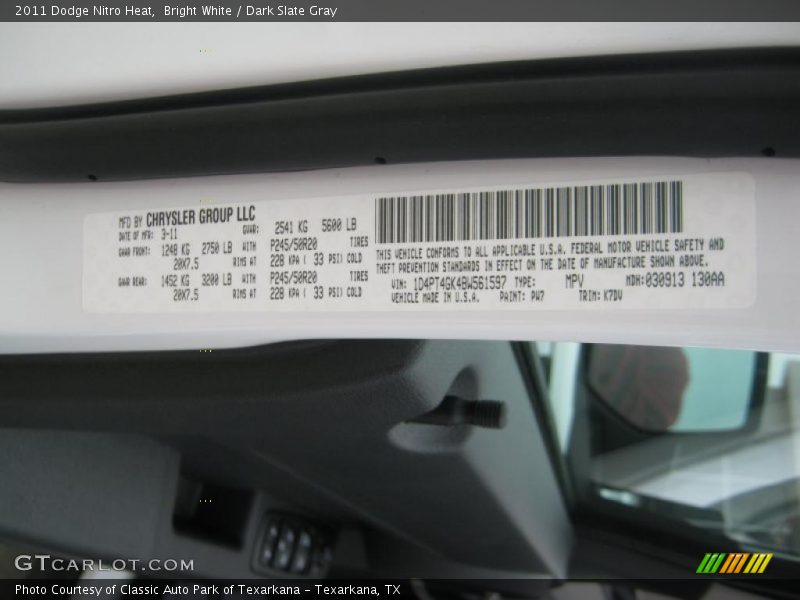 2011 Dodge Nitro Heat, Bright White / Dark Slate Gray
MFD BY CHRYSLER GROUP LLC
DATE OF MFR: 3-11 GVWR: 2541 KG 5600 LB
GAWR FRONT: 1248 KG 2750 LB WITH P245/50R20 TIRES
20X7.5 RIMS AT 228 KPA ( 33 PSI) COLD
GAWR REAR: 1452 KG 3200 LB WITH P245/50R20 TIRES
20X7.5 RIMS AT 228 KPA ( 33 PSI) COLD
THIS VEHICLE CONFORMS TO ALL APPLICABLE U.S.A. FEDERAL MOTOR VEHICLE SAFETY AND
THEFT PREVENTION STANDARDS IN EFFECT ON THE DATE OF MANUFACTURE SHOWN ABOVE.
VIN: 1D4PT4GK4BW561597 TYPE: MPV MDH:030913 130AA
VEHICLE MADE IN U.S.A. PAINT: PW7 TRIM: K7DV
GTCARLOT.COM
Photo Courtesy of Classic Auto Park of Texarkana - Texarkana, TX